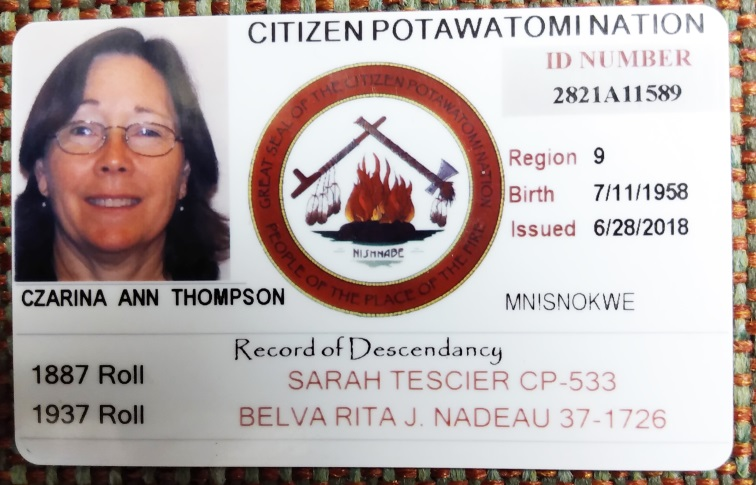 CITIZEN POTAWATOMI NATION
ID NUMBER
2821A11589
GREAT SEAL OF THE CITIZEN POTAWATOMI NATION
PEOPLE OF THE PLACE OF THE FIRE
NISHNABE
Region 9
Birth 7/11/1958
Issued 6/28/2018
CZARINA ANN THOMPSON
MN!SNOKWE
Record of Descendancy
1887 Roll SARAH TESCIER CP-533
1937 Roll BELVA RITA J. NADEAU 37-1726